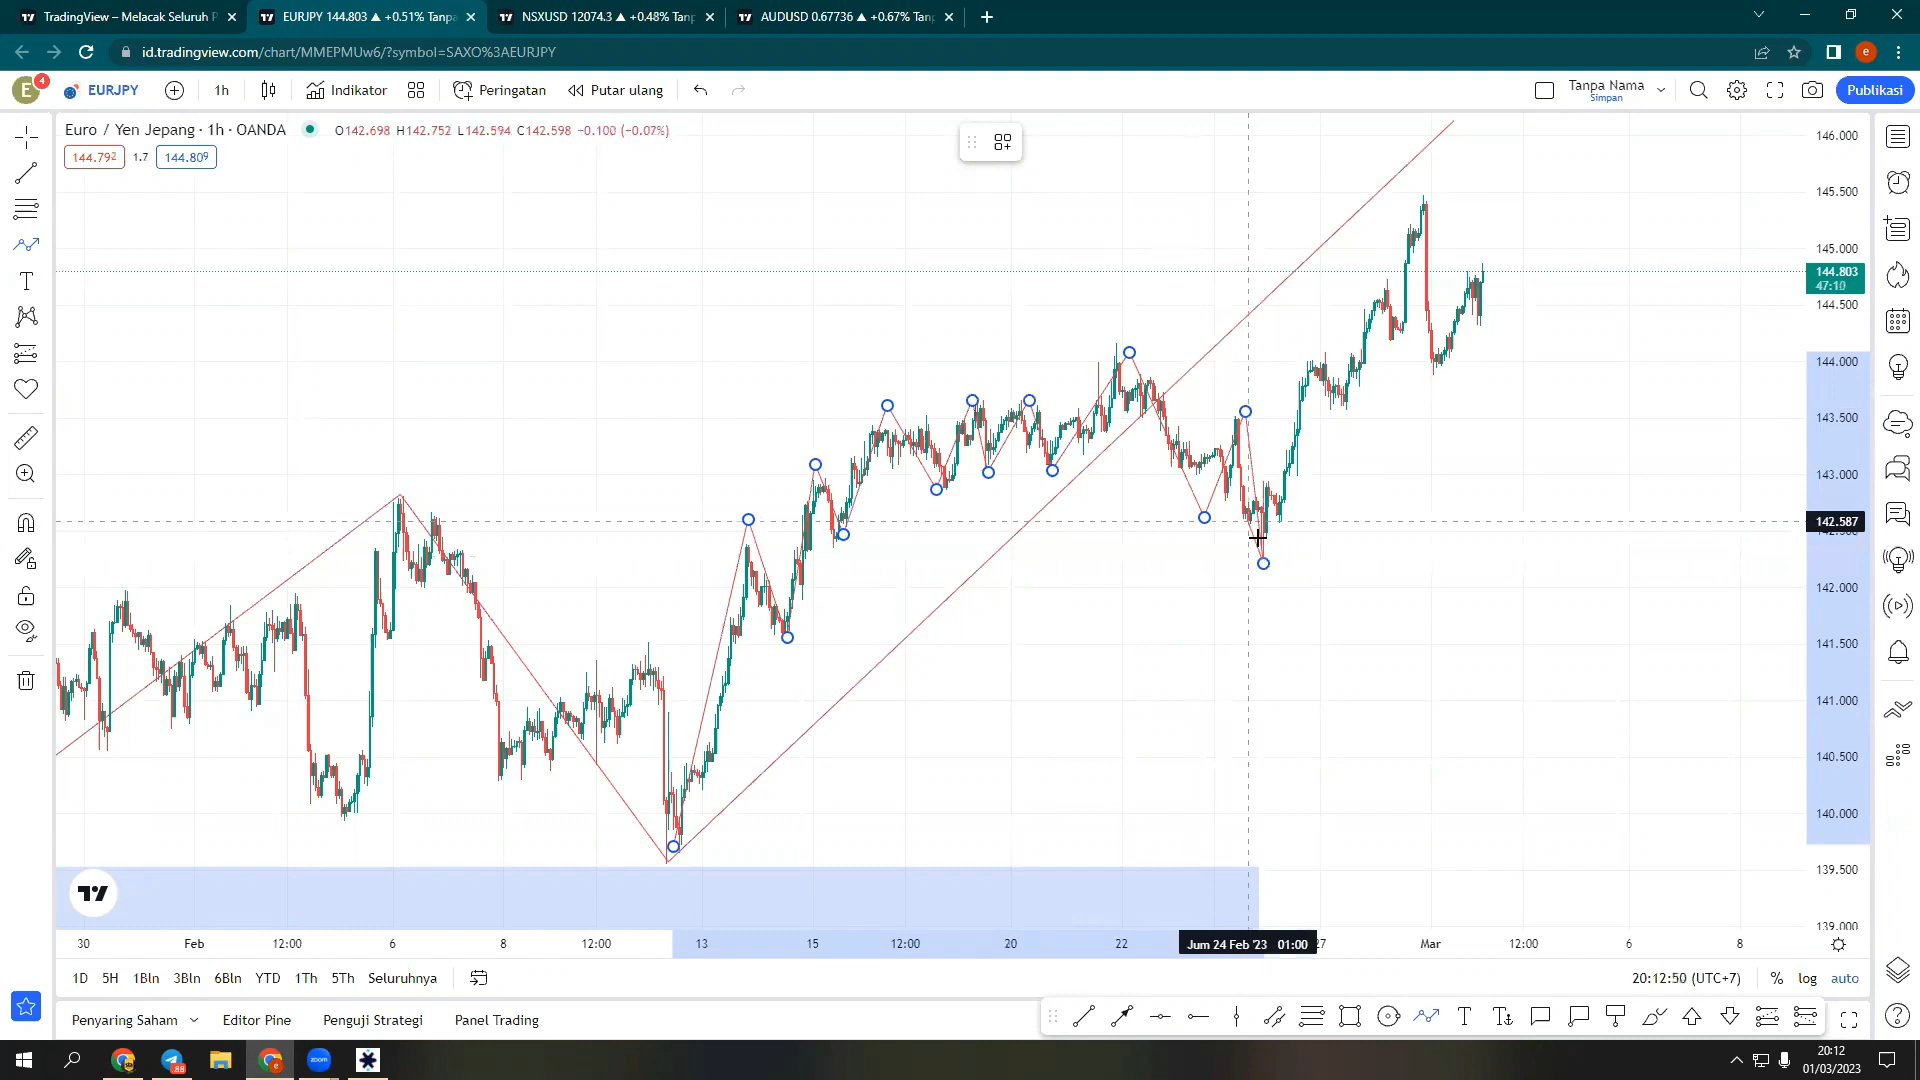 TradingView — Melacak Seluruh P
EURJPY 144.803 ▲ +0.51% Tanpa
NSXUSD 12074.3 ▲ +0.48% Tan
AUDUSD 0.67736 ▲ +0.67% Tan
id.tradingview.com/chart/MMEPMUw6/?symbol=SAXO%3AEURJPY
e
E 4
EURJPY
1h
Indikator
Peringatan
Putar ulang
Tanpa Nama
Simpan
Publikasi
Euro / Yen Jepang · 1h · OANDA
O142.698 H142.752 L142.594 C142.598 −0.100 (−0.07%)
144.792
1.7
144.809
146.000
145.500
145.000
144.803
47:10
144.500
144.000
143.500
143.000
142.587
142.500
142.000
141.500
141.000
140.500
140.000
139.500
139.000
30
Feb
12:00
6
8
12:00
13
15
12:00
20
22
Jum 24 Feb '23 01:00
27
Mar
12:00
6
8
1D
5H
1Bln
3Bln
6Bln
YTD
1Th
5Th
Seluruhnya
20:12:50 (UTC+7)
%
log
auto
Penyaring Saham
Editor Pine
Penguji Strategi
Panel Trading
88
zoom
20:12
01/03/2023